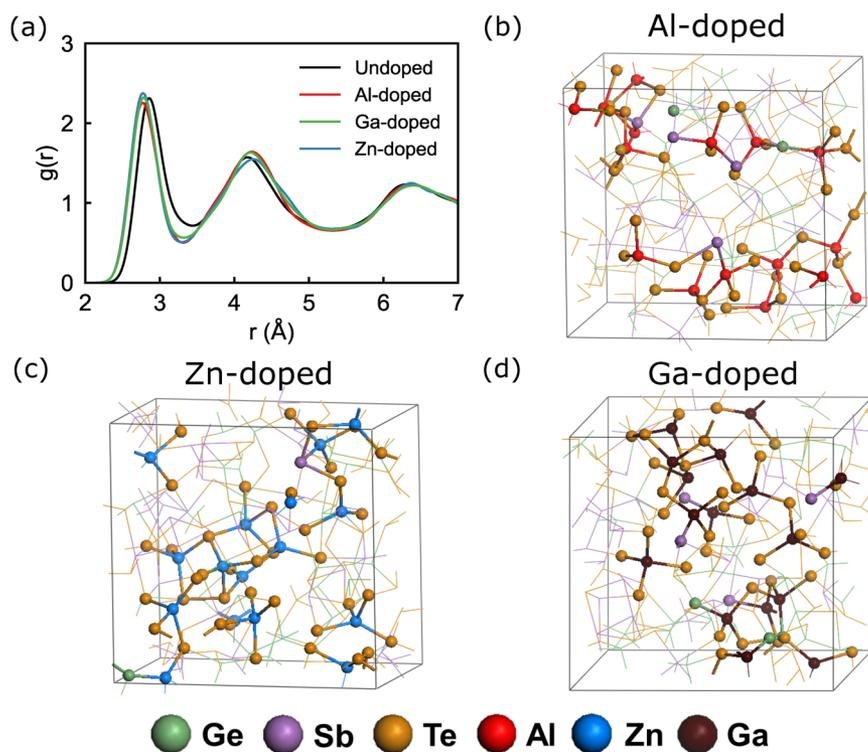 (a)
3
2
1
0
g(r)
2 3 4 5 6 7
r (Å)
Undoped
Al-doped
Ga-doped
Zn-doped
(b)
Al-doped
(c)
Zn-doped
(d)
Ga-doped
Ge Sb Te Al Zn Ga